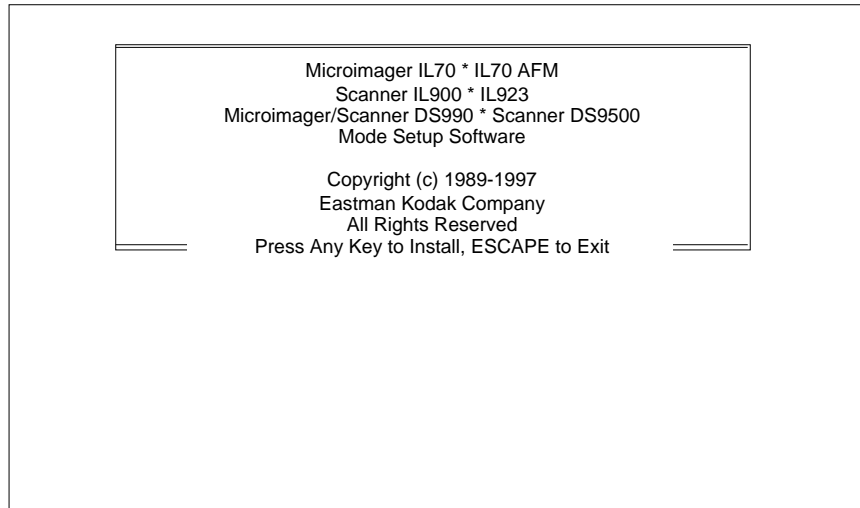 Microimager IL70 * IL70 AFM
Scanner IL900 * IL923
Microimager/Scanner DS990 * Scanner DS9500
Mode Setup Software
Copyright (c) 1989-1997
Eastman Kodak Company
All Rights Reserved
Press Any Key to Install, ESCAPE to Exit